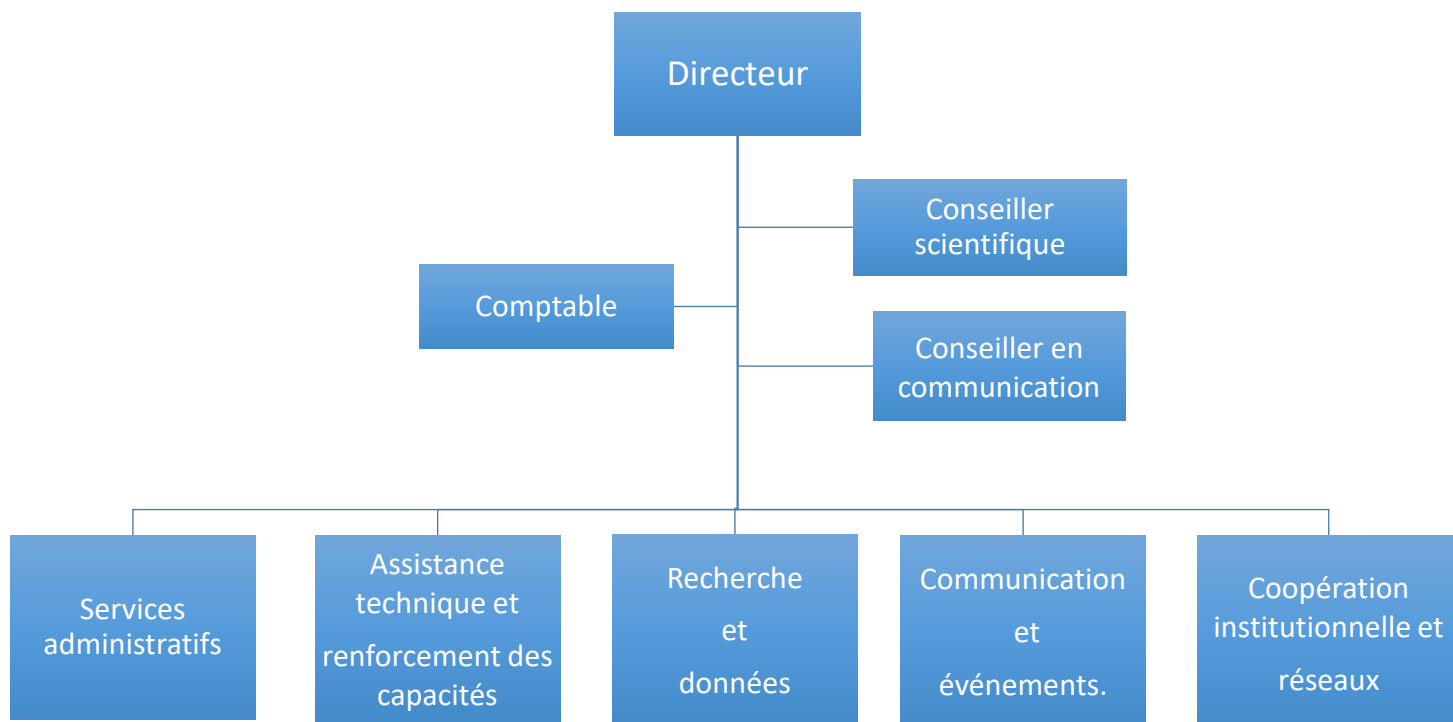 Directeur
Conseiller
scientifique
Comptable
Conseiller en
communication
Services
administratifs
Assistance
technique et
renforcement des
capacités
Recherche
et
données
Communication
et
événements.
Coopération
institutionnelle et
réseaux